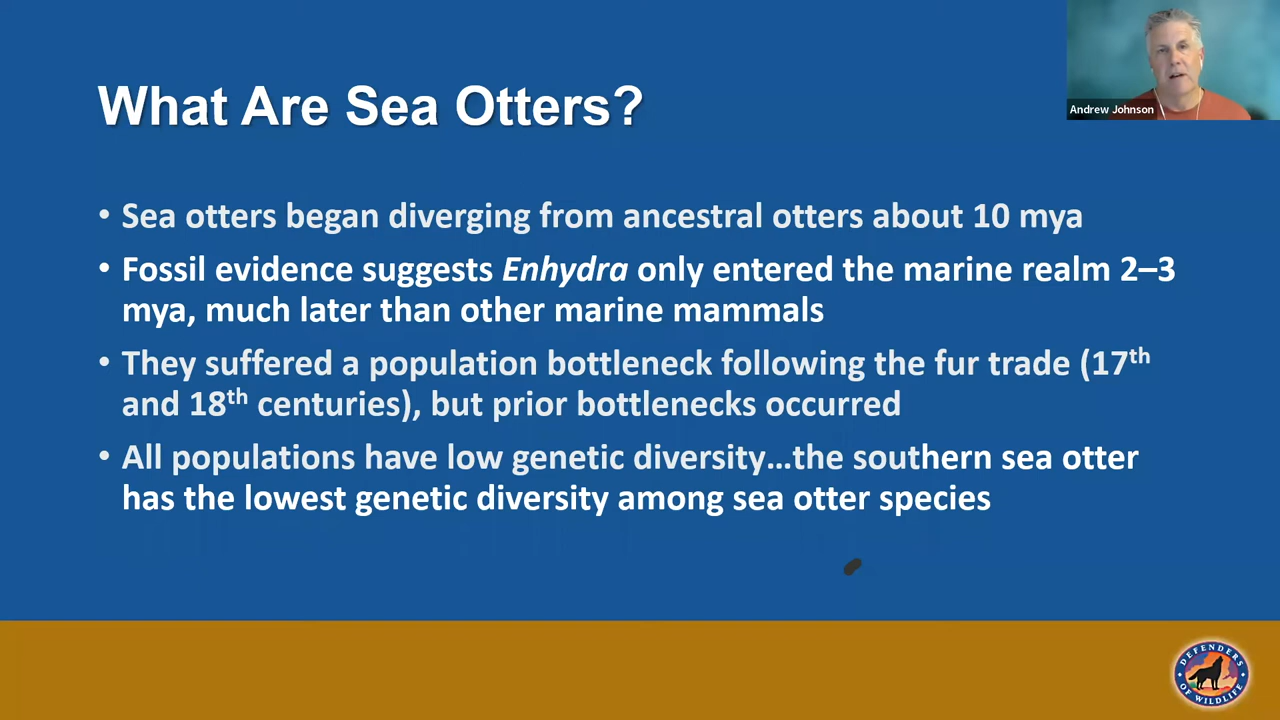 Andrew Johnson
What Are Sea Otters?
• Sea otters began diverging from ancestral otters about 10 mya
• Fossil evidence suggests Enhydra only entered the marine realm 2–3
mya, much later than other marine mammals
• They suffered a population bottleneck following the fur trade (17th
and 18th centuries), but prior bottlenecks occurred
• All populations have low genetic diversity…the southern sea otter
has the lowest genetic diversity among sea otter species
DEFENDERS
OF WILDLIFE